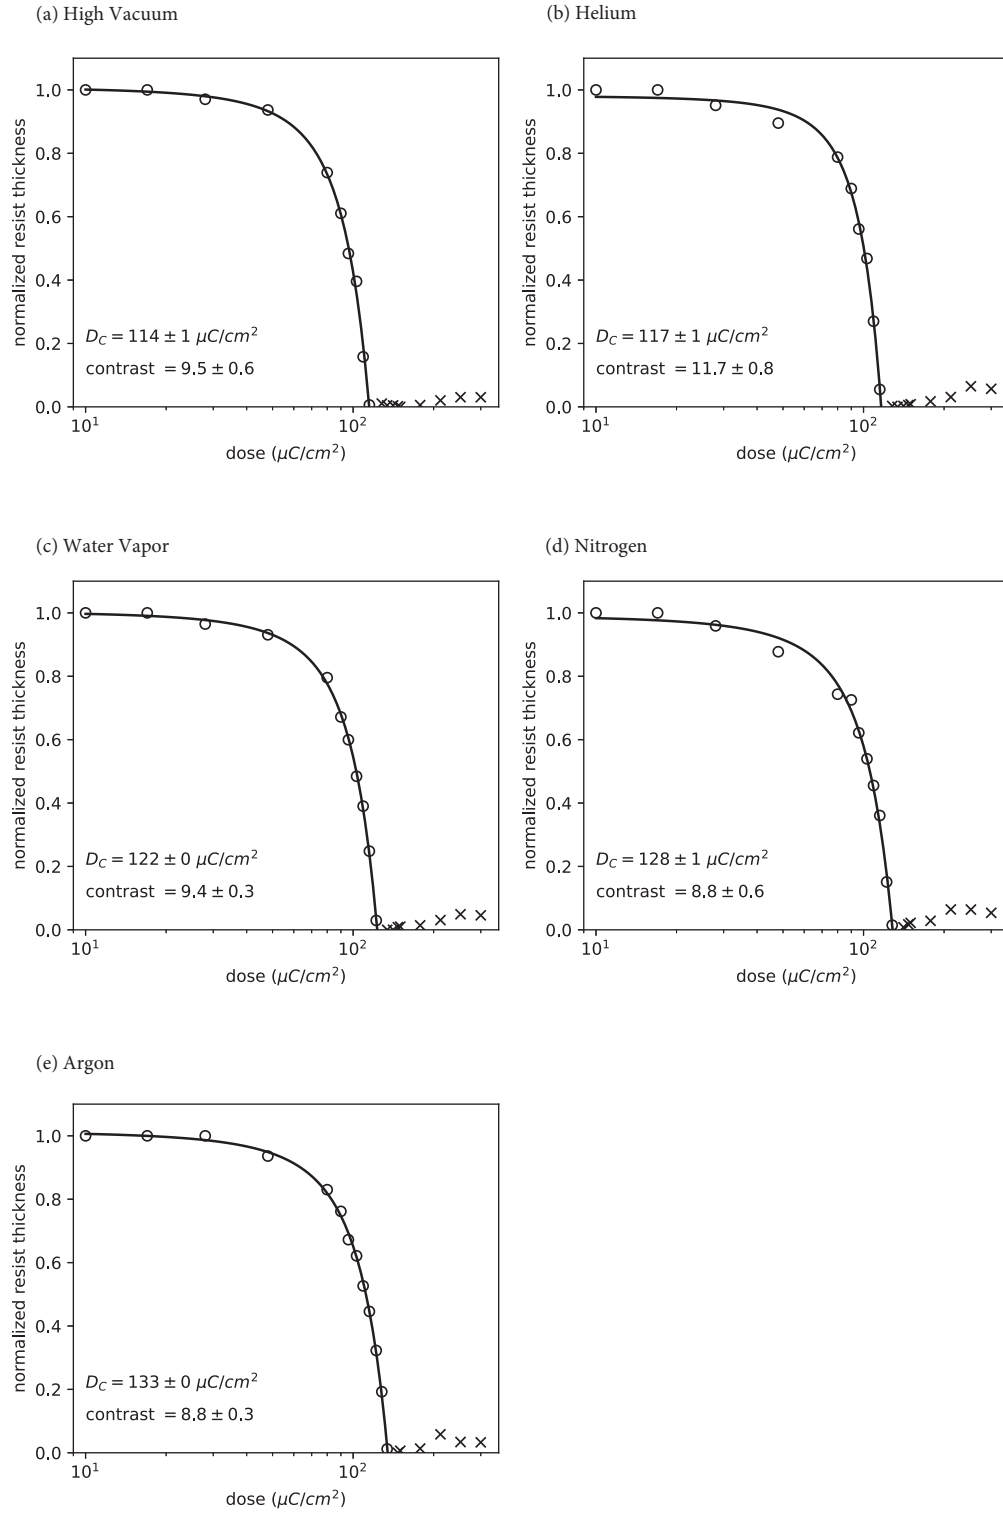 (a) High Vacuum
normalized resist thickness
1.0
0.8
0.6
0.4
0.2
0.0
D_C = 114 ± 1 μC/cm²
contrast = 9.5 ± 0.6
10¹
10²
dose (μC/cm²)
(b) Helium
normalized resist thickness
1.0
0.8
0.6
0.4
0.2
0.0
D_C = 117 ± 1 μC/cm²
contrast = 11.7 ± 0.8
10¹
10²
dose (μC/cm²)
(c) Water Vapor
normalized resist thickness
1.0
0.8
0.6
0.4
0.2
0.0
D_C = 122 ± 0 μC/cm²
contrast = 9.4 ± 0.3
10¹
10²
dose (μC/cm²)
(d) Nitrogen
normalized resist thickness
1.0
0.8
0.6
0.4
0.2
0.0
D_C = 128 ± 1 μC/cm²
contrast = 8.8 ± 0.6
10¹
10²
dose (μC/cm²)
(e) Argon
normalized resist thickness
1.0
0.8
0.6
0.4
0.2
0.0
D_C = 133 ± 0 μC/cm²
contrast = 8.8 ± 0.3
10¹
10²
dose (μC/cm²)